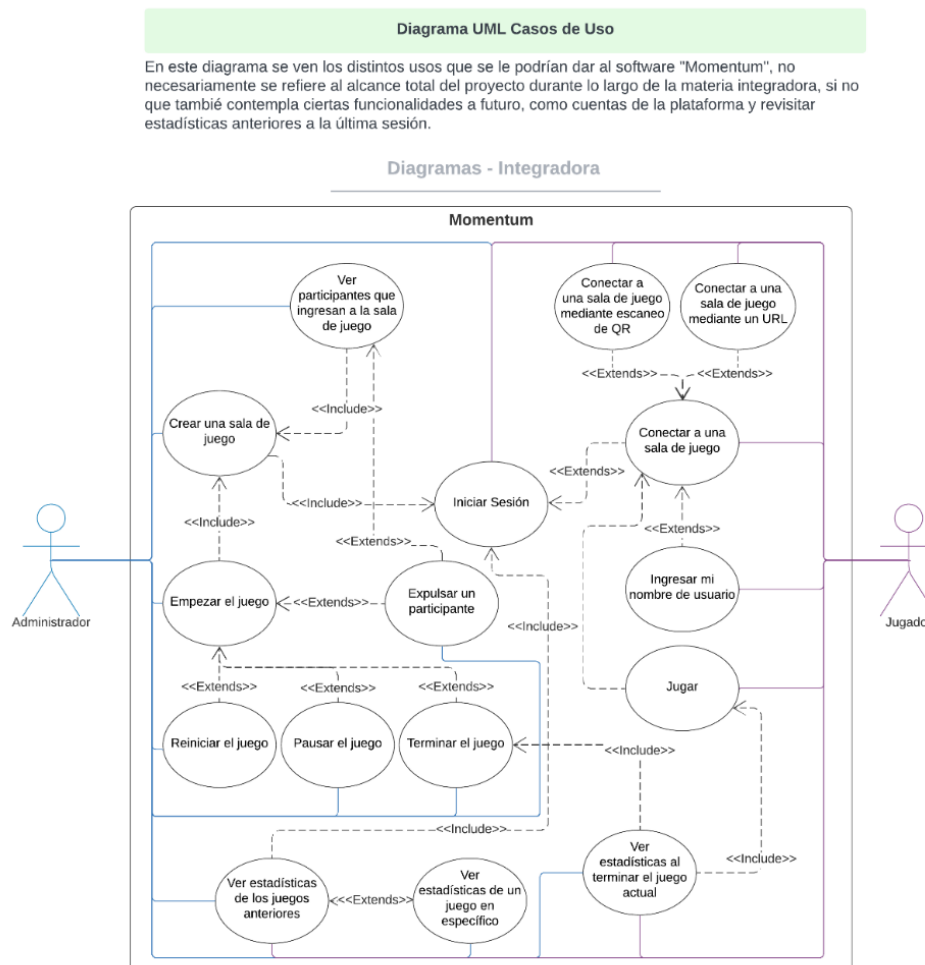 Diagrama UML Casos de Uso
En este diagrama se ven los distintos usos que se le podrían dar al software "Momentum", no
necesariamente se refiere al alcance total del proyecto durante lo largo de la materia integradora, si no
que tambié contempla ciertas funcionalidades a futuro, como cuentas de la plataforma y revisitar
estadísticas anteriores a la última sesión.
Diagramas - Integradora
Momentum
Ver
participantes que
ingresan a la sala
de juego
Conectar a
una sala de juego
mediante escaneo
de QR
Conectar a una
sala de juego
mediante un URL
<<Extends>>
<<Extends>>
<<Include>>
Crear una sala de
juego
Conectar a una
sala de juego
<<Extends>>
<<Include>>
Iniciar Sesión
<<Include>>
<<Extends>>
<<Extends>>
Administrador
Empezar el juego
<<Extends>>
Expulsar un
participante
Ingresar mi
nombre de usuario
Jugado
<<Include>>
<<Extends>>
<<Extends>>
<<Extends>>
Jugar
Reiniciar el juego
Pausar el juego
Terminar el juego
<<Include>>
<<Include>>
Ver estadísticas
de los juegos
anteriores
<<Extends>>
Ver
estadísticas de un
juego en
específico
Ver
estadísticas al
terminar el juego
actual
<<Include>>